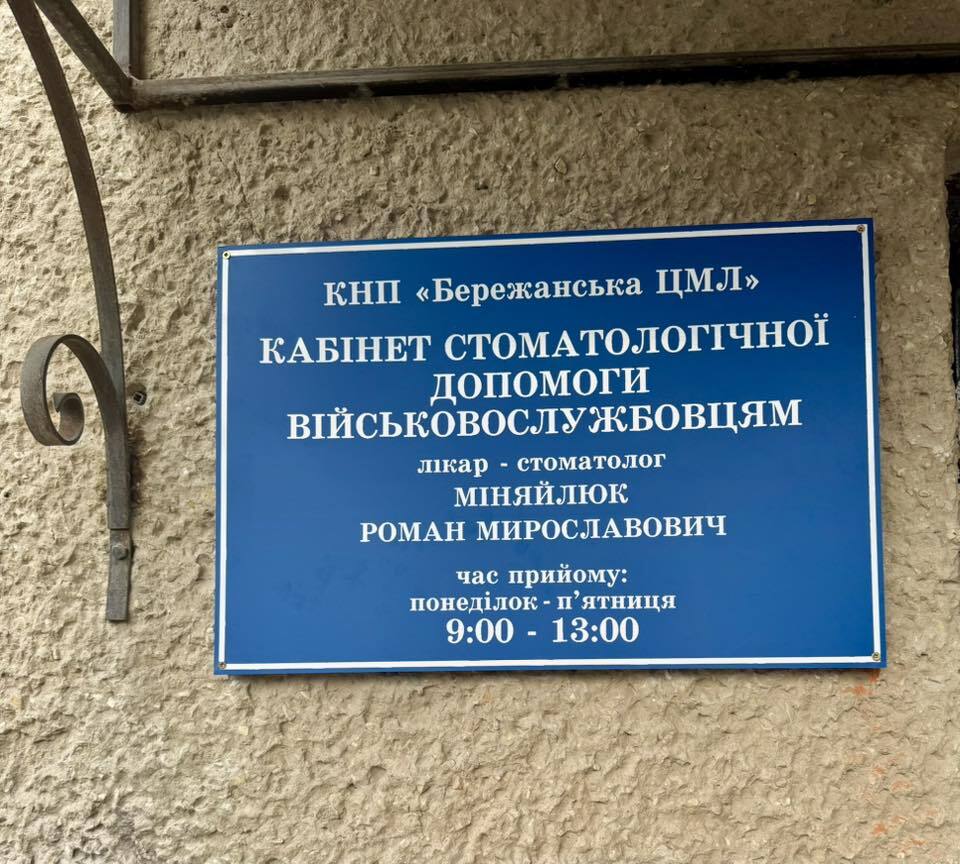 КНП «Бережанська ЦМЛ»
КАБІНЕТ СТОМАТОЛОГІЧНОЇ
ДОПОМОГИ
ВІЙСЬКОВОСЛУЖБОВЦЯМ
лікар - стоматолог
МІНЯЙЛЮК
РОМАН МИРОСЛАВОВИЧ
час прийому:
понеділок - п’ятниця
9:00 - 13:00